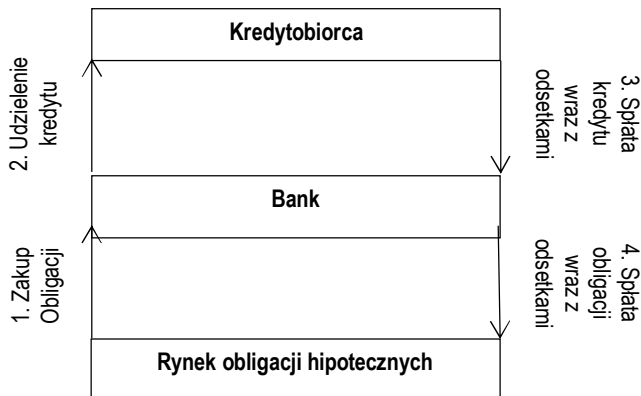 Kredytobiorca
2. Udzielenie
kredytu
3. Spłata
kredytu
wraz z
odsetkami
Bank
1. Zakup
Obligacji
4. Spłata
obligacji
wraz z
odsetkami
Rynek obligacji hipotecznych